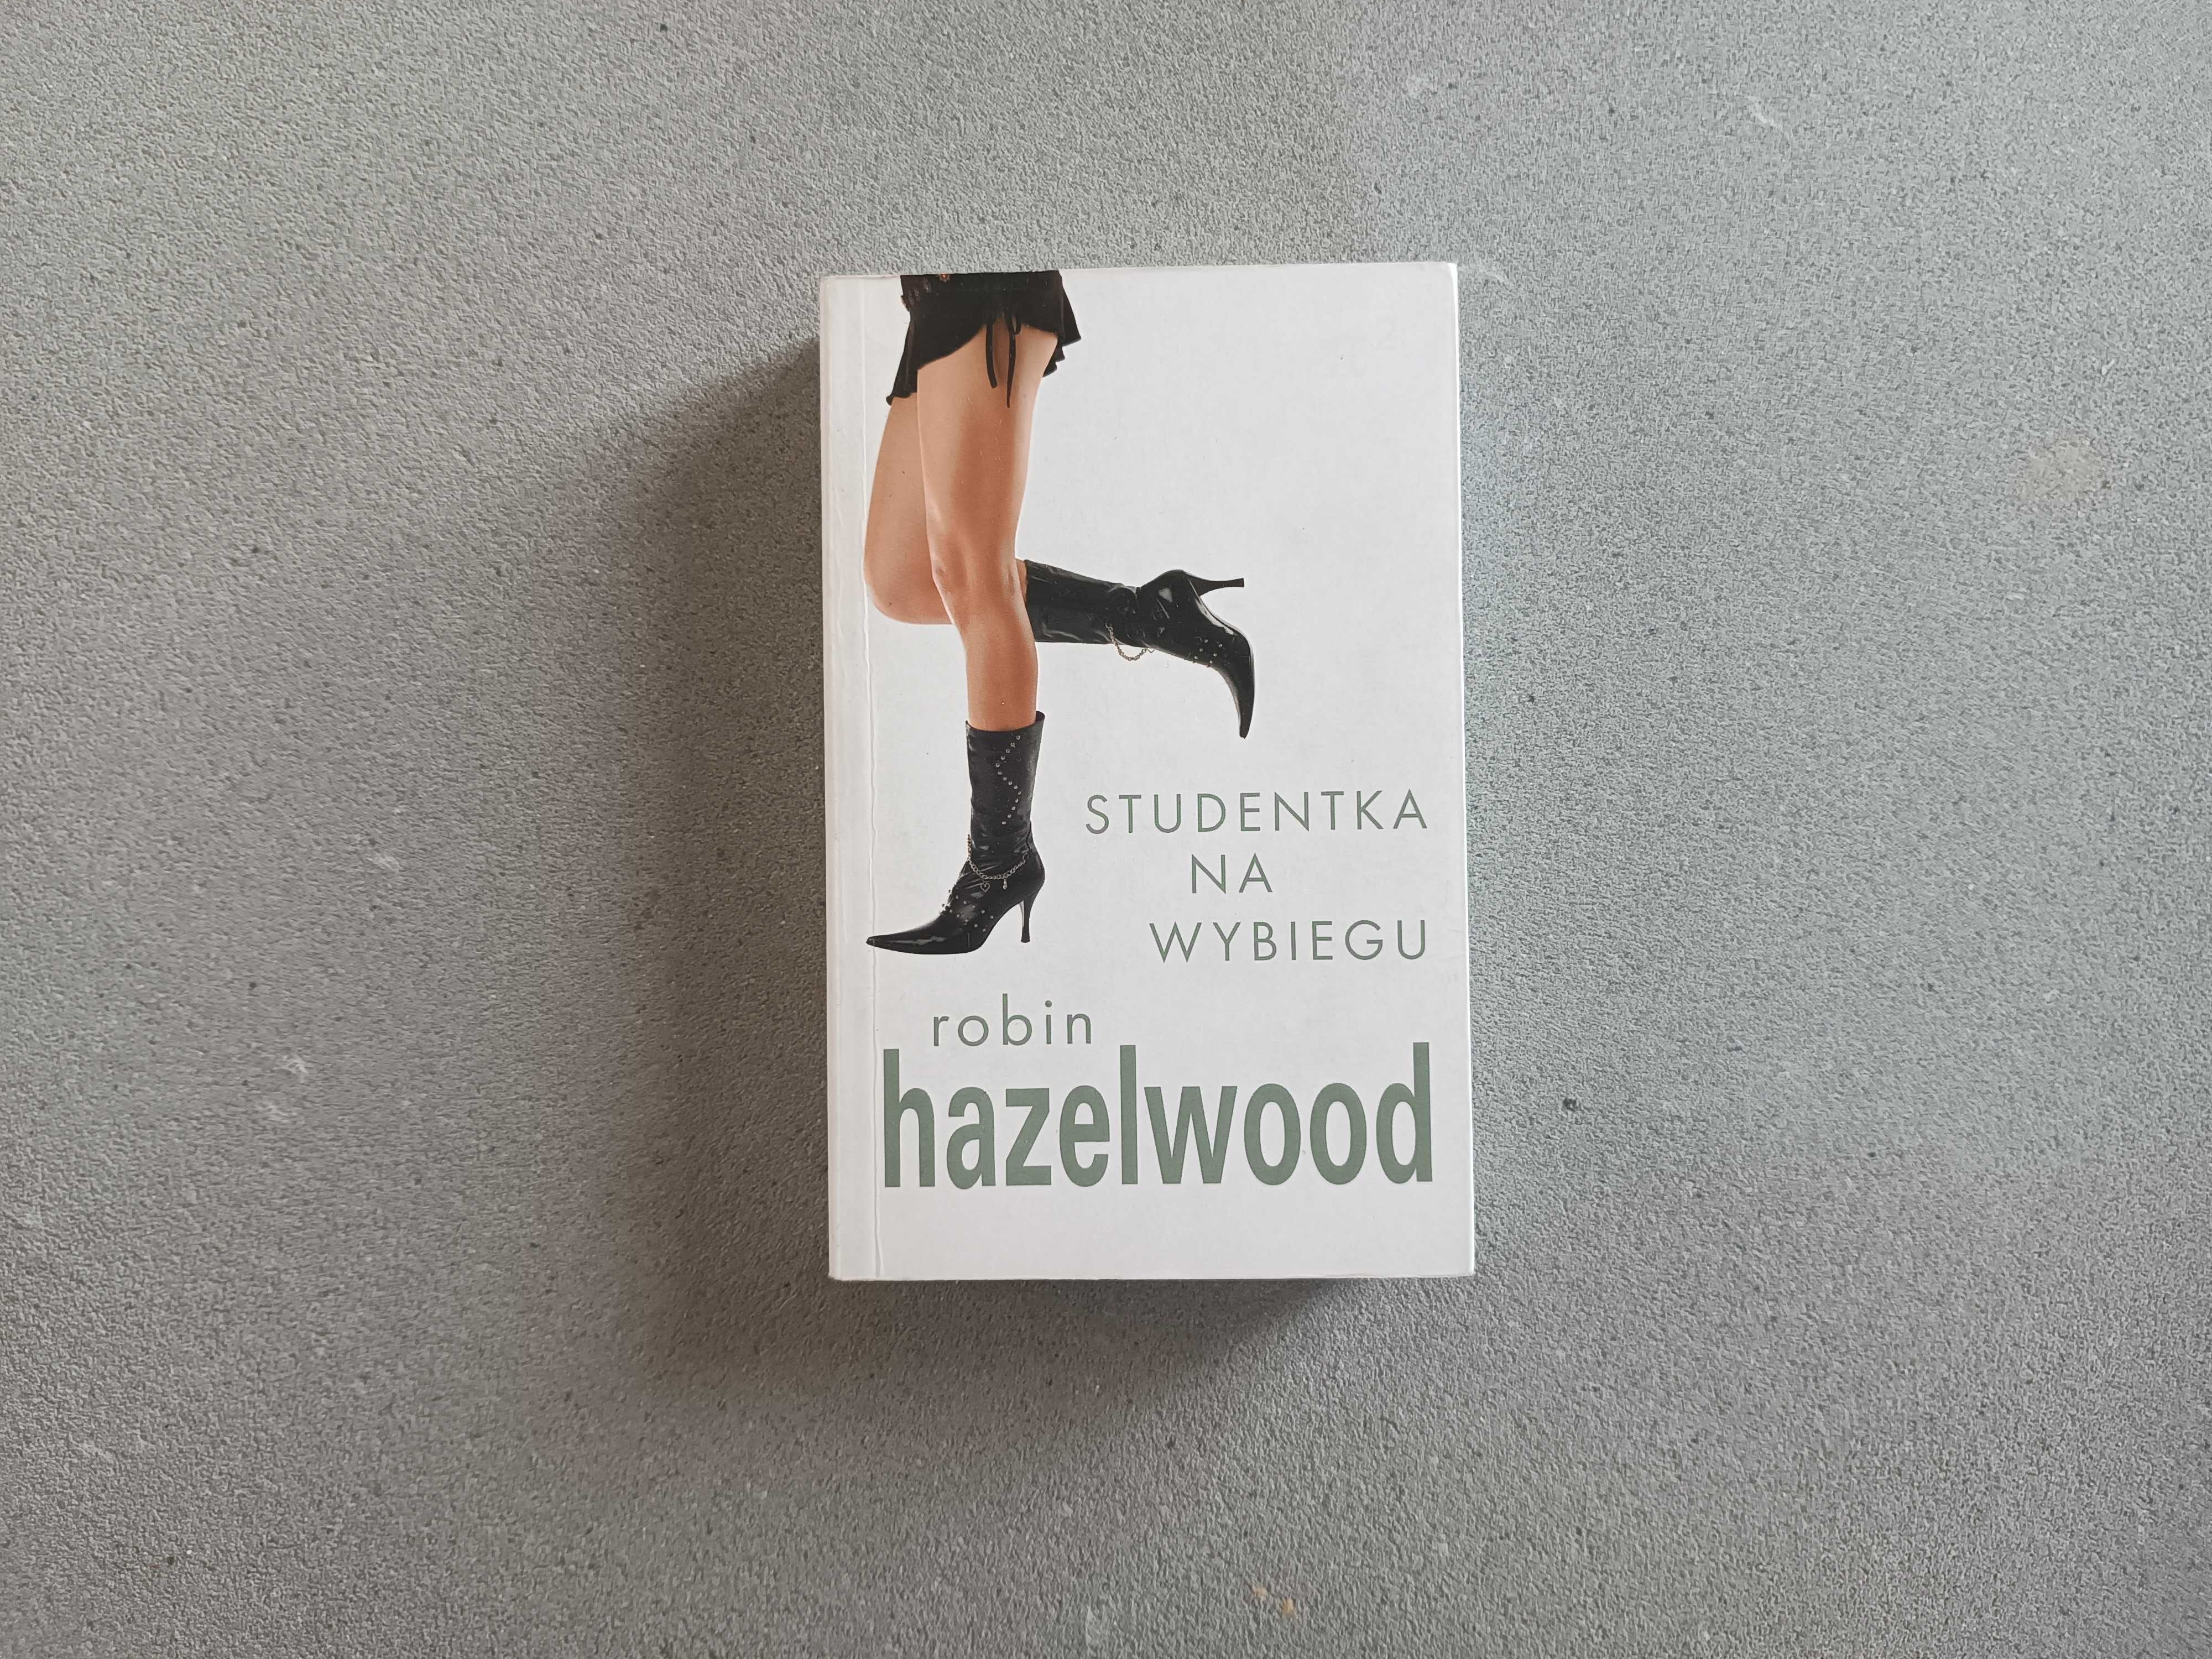 STUDENTKA
NA
WYBIEGU
robin
hazelwood